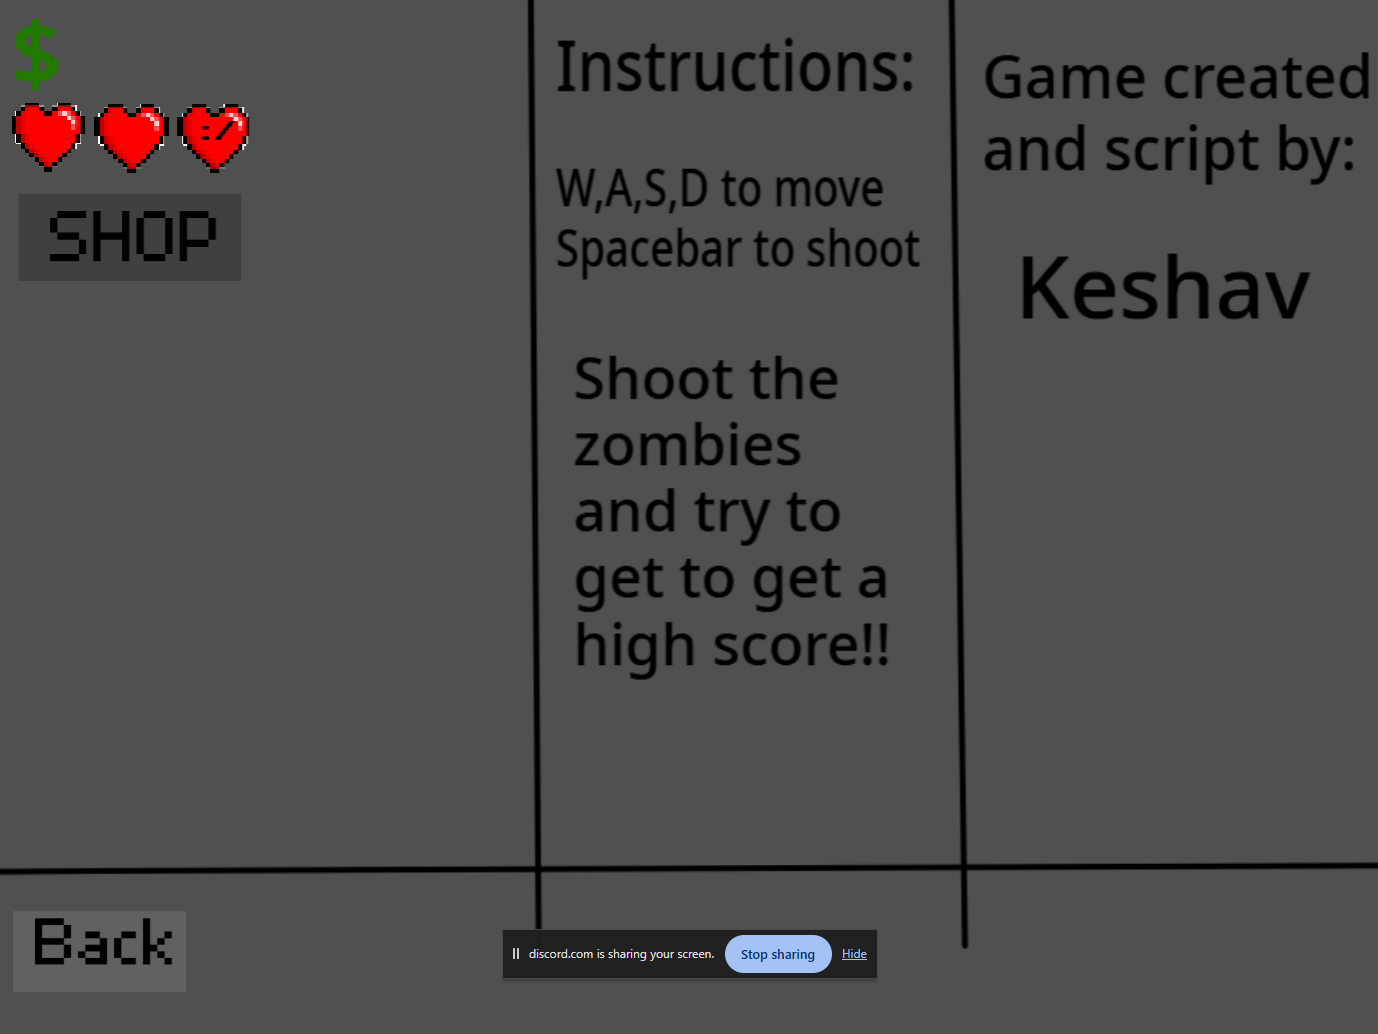 $
:/
SHOP
Instructions:
W,A,S,D to move
Spacebar to shoot
Shoot the
zombies
and try to
get to get a
high score!!
Game created
and script by:
Keshav
Back
discord.com is sharing your screen. Stop sharing Hide